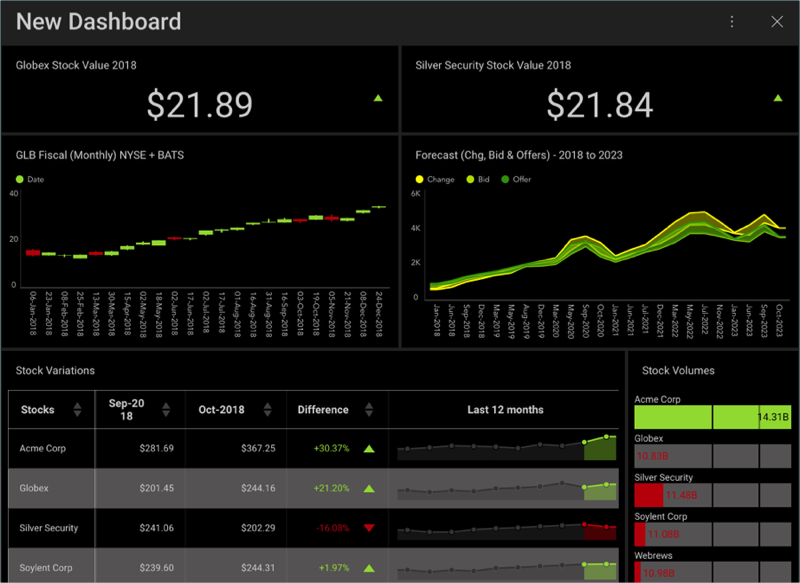 New Dashboard
Globex Stock Value 2018
$21.89
Silver Security Stock Value 2018
$21.84
GLB Fiscal (Monthly) NYSE + BATS
Date
40
20
0
06-Jan-2018
23-Jan-2018
08-Feb-2018
25-Feb-2018
13-Mar-2018
30-Mar-2018
15-Apr-2018
02-May-2018
18-May-2018
02-Jun-2018
17-Jun-2018
02-Jul-2018
17-Jul-2018
01-Aug-2018
16-Aug-2018
31-Aug-2018
16-Sep-2018
03-Oct-2018
19-Oct-2018
05-Nov-2018
21-Nov-2018
08-Dec-2018
24-Dec-2018
Forecast (Chg, Bid & Offers) - 2018 to 2023
Change Bid Offer
6K
4K
2K
0
Jan-2018
Jun-2018
Sep-2018
Dec-2018
Mar-2019
May-2019
Aug-2019
Dec-2019
Mar-2020
May-2020
Sep-2020
Oct-2020
Jan-2021
Jun-2021
Jul-2021
Dec-2021
Mar-2022
May-2022
Jul-2022
Nov-2022
Jan-2023
Jun-2023
Sep-2023
Oct-2023
Stock Variations
Stocks Sep-20
18 Oct-2018 Difference Last 12 months
Acme Corp $281.69 $367.25 +30.37%
Globex $201.45 $244.16 +21.20%
Silver Security $241.06 $202.29 -16.08%
Soylent Corp $239.60 $244.31 +1.97%
Stock Volumes
Acme Corp
14.31B
Globex
10.83B
Silver Security
11.48B
Soylent Corp
11.08B
Webrews
10.98B